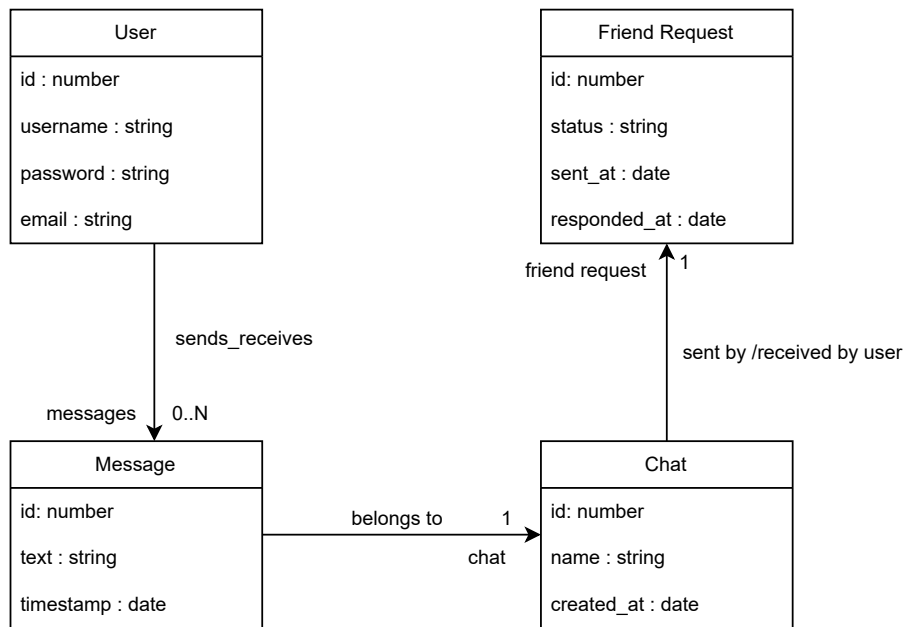 User
id : number
username : string
password : string
email : string
Friend Request
id: number
status : string
sent_at : date
responded_at : date
friend request
1
sends_receives
sent by /received by user
messages
0..N
Message
id: number
text : string
timestamp : date
belongs to
1
chat
Chat
id: number
name : string
created_at : date